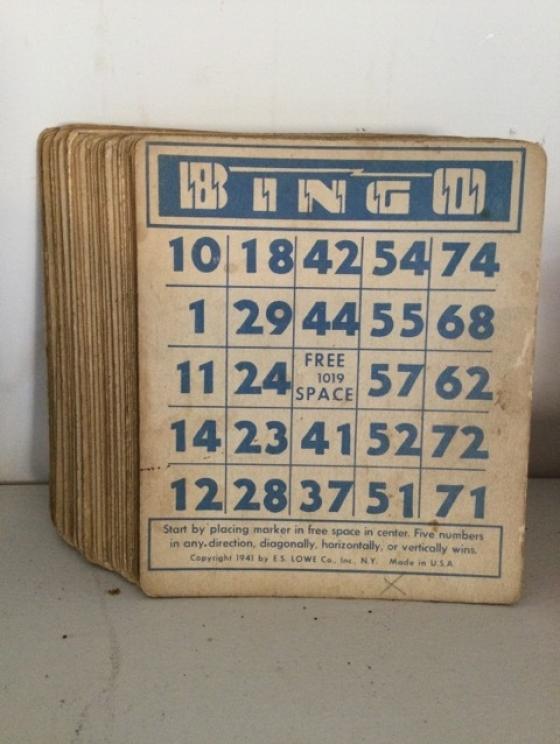 BINGO
10 18 42 54 74
1 29 44 55 68
11 24 FREE 1019 SPACE 57 62
14 23 41 52 72
12 28 37 51 71
Start by placing marker in free space in center. Five numbers
in any direction, diagonally, horizontally, or vertically wins.
Copyright 1941 by E.S. LOWE Co., Inc., N.Y. Made in U.S.A.
X